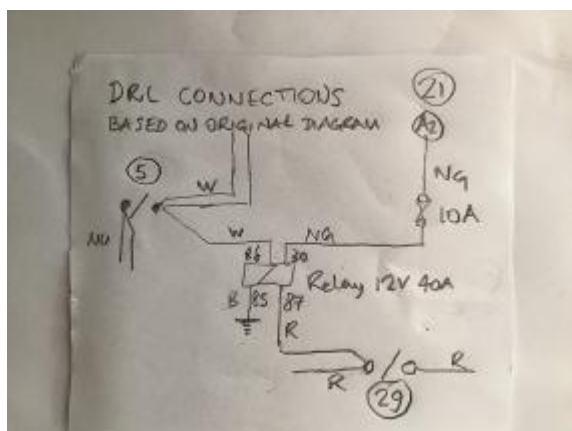 DRL CONNECTIONS
BASED ON ORIGINAL DIAGRAM
21
A2
5
W
NG
10A
NU
W
NG
86
30
Relay 12V 40A
B
85
87
R
R
R
29